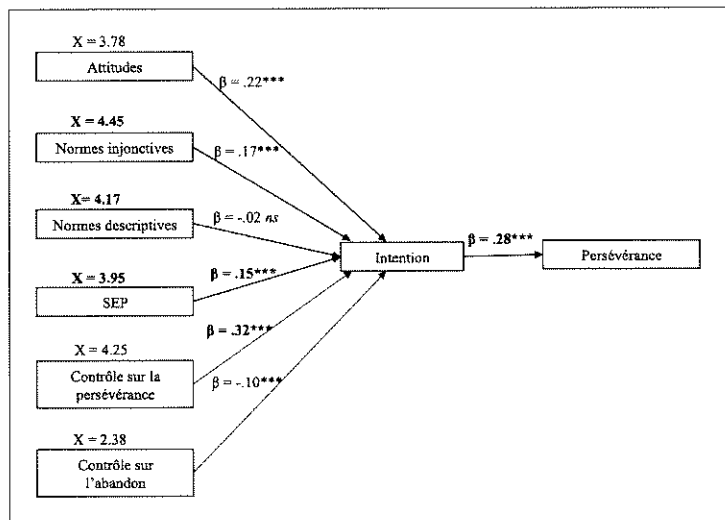 X = 3.78
Attitudes
β = .22***
X = 4.45
Normes injonctives
β = .17***
X= 4.17
Normes descriptives
β = -.02 ns
Intention
β = .28***
Persévérance
X = 3.95
SEP
β = .15***
X = 4.25
Contrôle sur la
persévérance
β = .32***
X = 2.38
Contrôle sur
l'abandon
β = -.10***